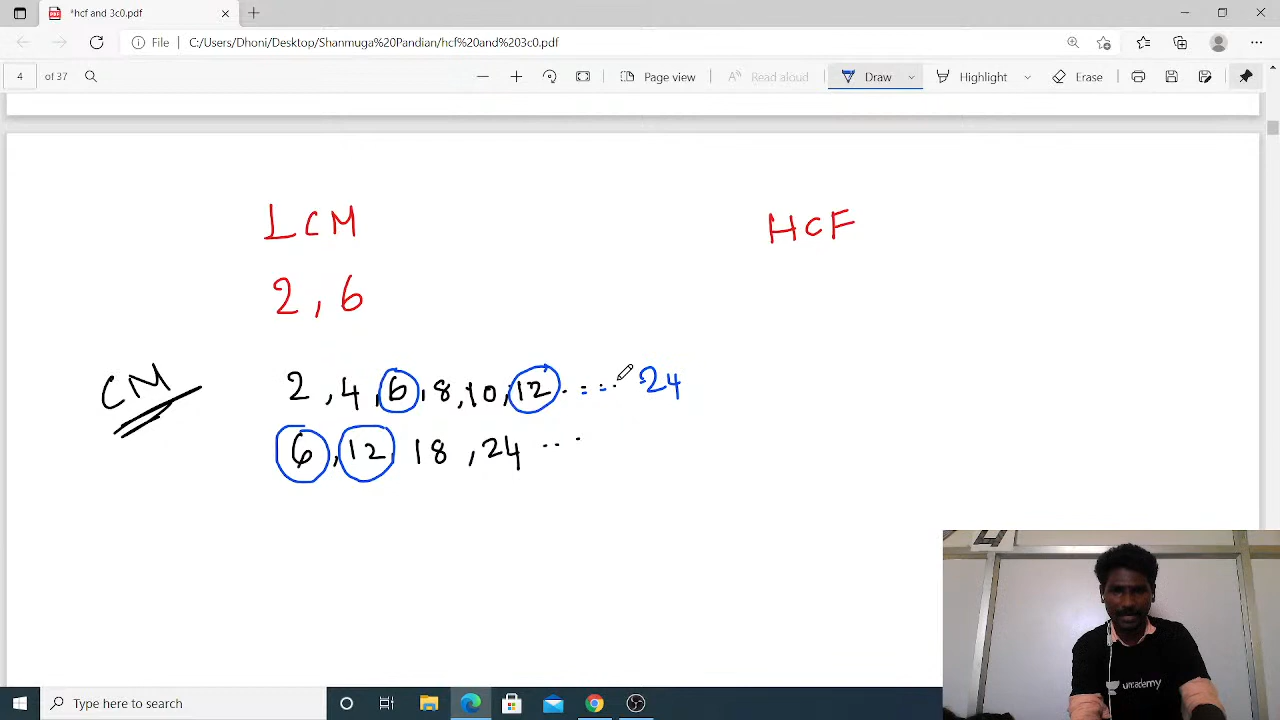 *hcf and 3c0.pdf
File C:/Users/Dhoni/Desktop/Shanmuga%20Pandian/hcf%20and%203c0.pdf
4 of 37 Page view Read aloud Draw Highlight Erase
LCM HCF
2, 6
CM 2, 4, 6, 8, 10, 12 ..... 24
6, 12 18, 24 ...
unacademy
Type here to search